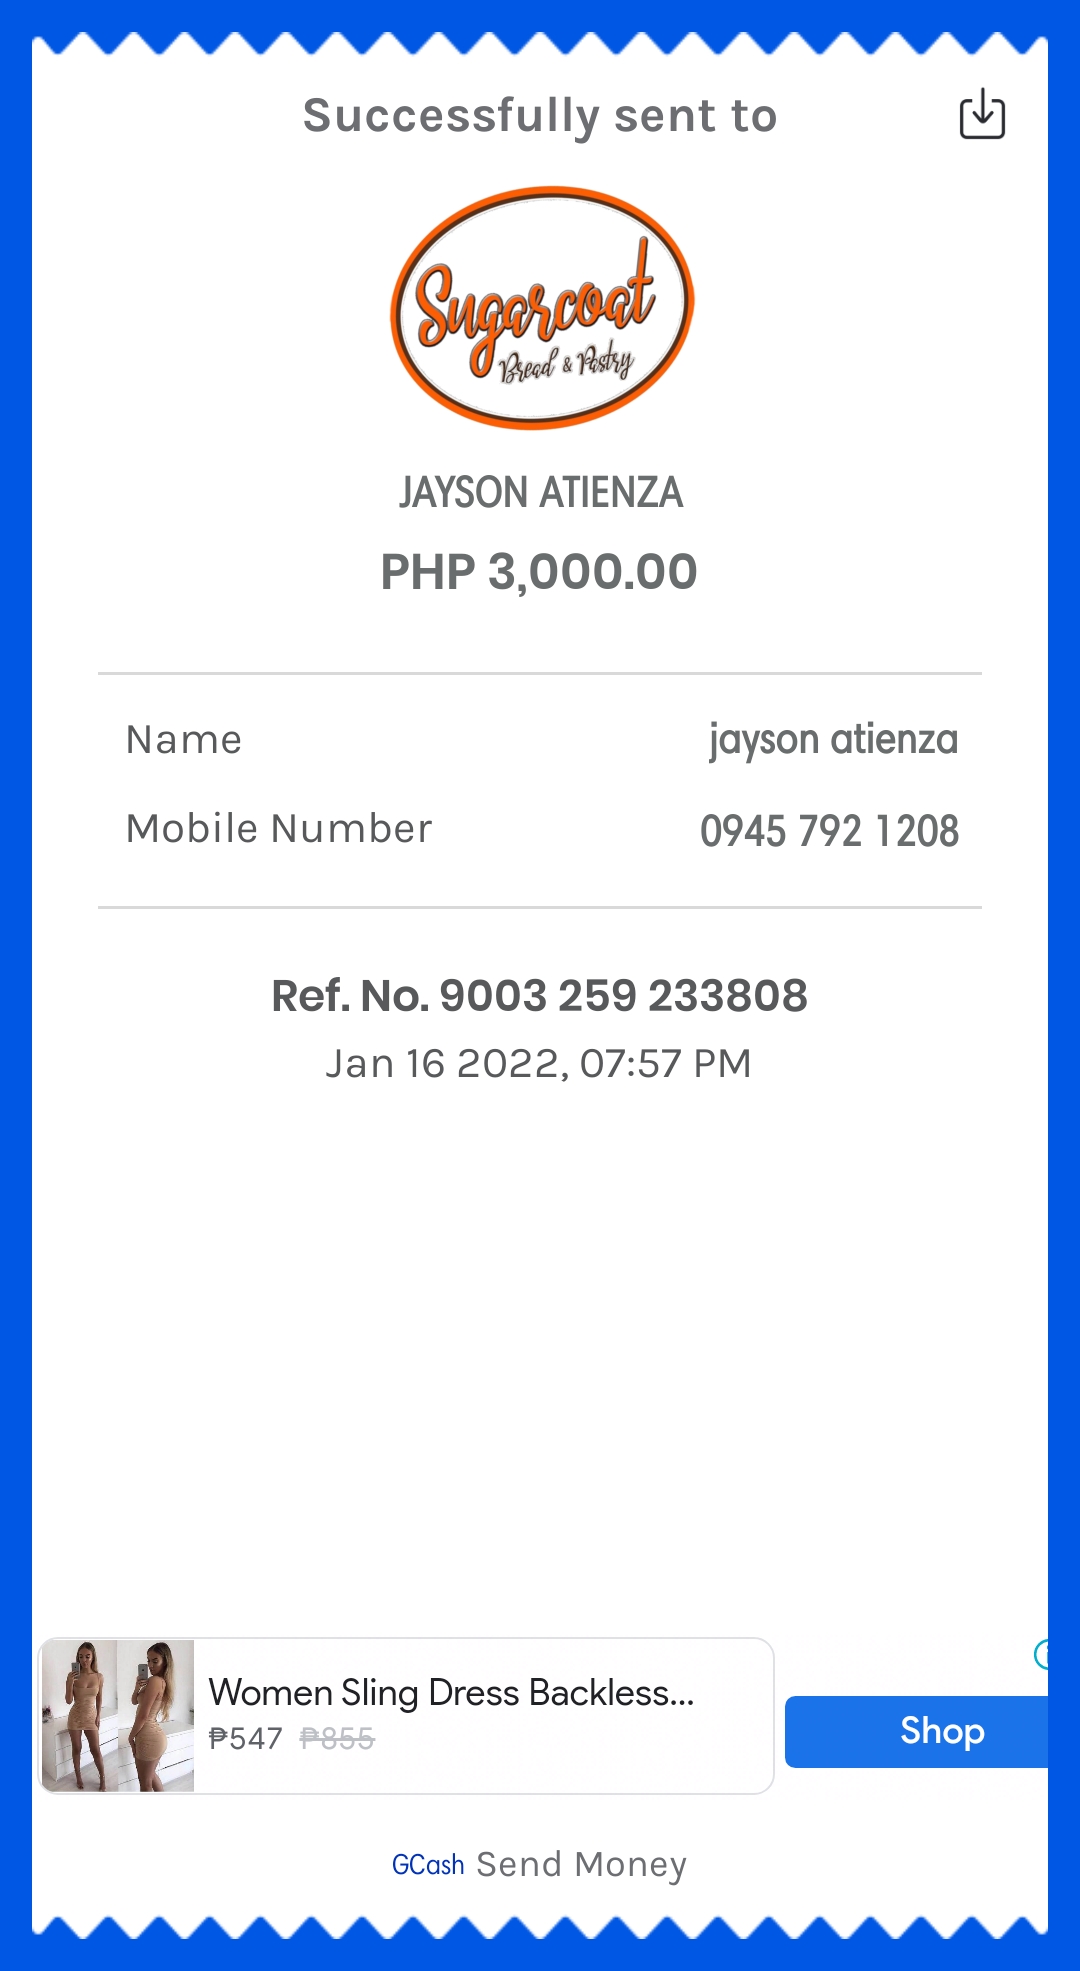 Successfully sent to
Sugarcoat
Bread & Pastry
JAYSON ATIENZA
PHP 3,000.00
Name jayson atienza
Mobile Number 0945 792 1208
Ref. No. 9003 259 233808
Jan 16 2022, 07:57 PM
Women Sling Dress Backless...
₱547 ₱855
Shop
GCash Send Money